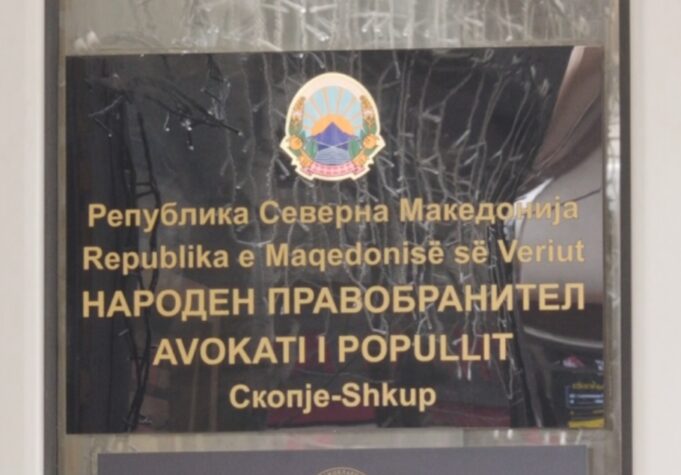 Република Северна Македонија
Republika e Maqedonisë së Veriut
НАРОДЕН ПРАВОБРАНИТЕЛ
AVOKATI I POPULLIT
Скопје-Shkup